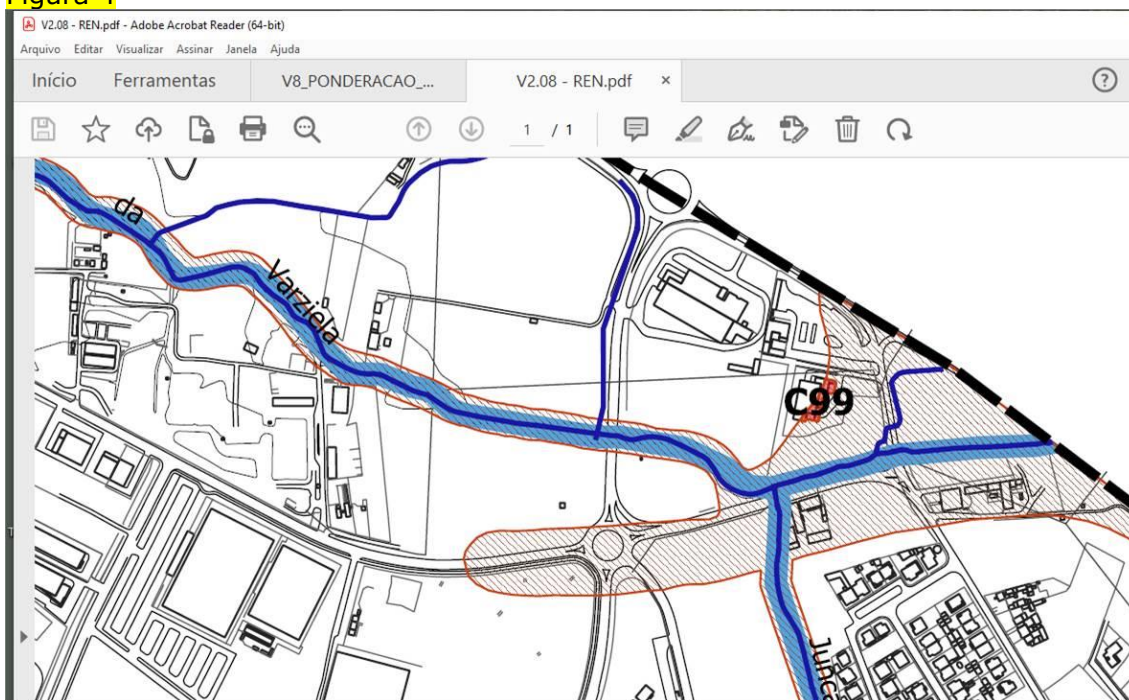 Figura 1
V2.08 - REN.pdf - Adobe Acrobat Reader (64-bit)
Arquivo Editar Visualizar Assinar Janela Ajuda
Início Ferramentas V8_PONDERACAO_... V2.08 - REN.pdf × ?
1 / 1
da
Varziela
C99